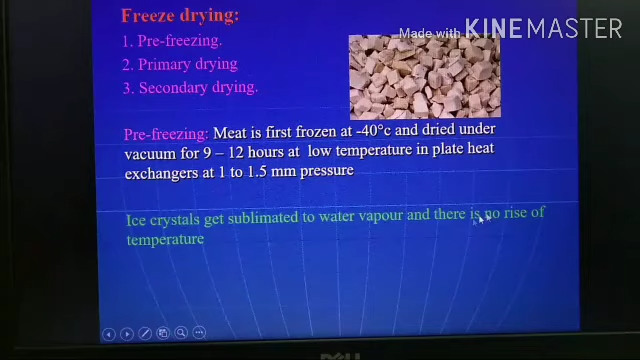 Freeze drying:
Made with KINEMASTER
1. Pre-freezing.
2. Primary drying
3. Secondary drying.
Pre-freezing: Meat is first frozen at -40°c and dried under
vacuum for 9 – 12 hours at low temperature in plate heat
exchangers at 1 to 1.5 mm pressure
Ice crystals get sublimated to water vapour and there is no rise of
temperature
DELL